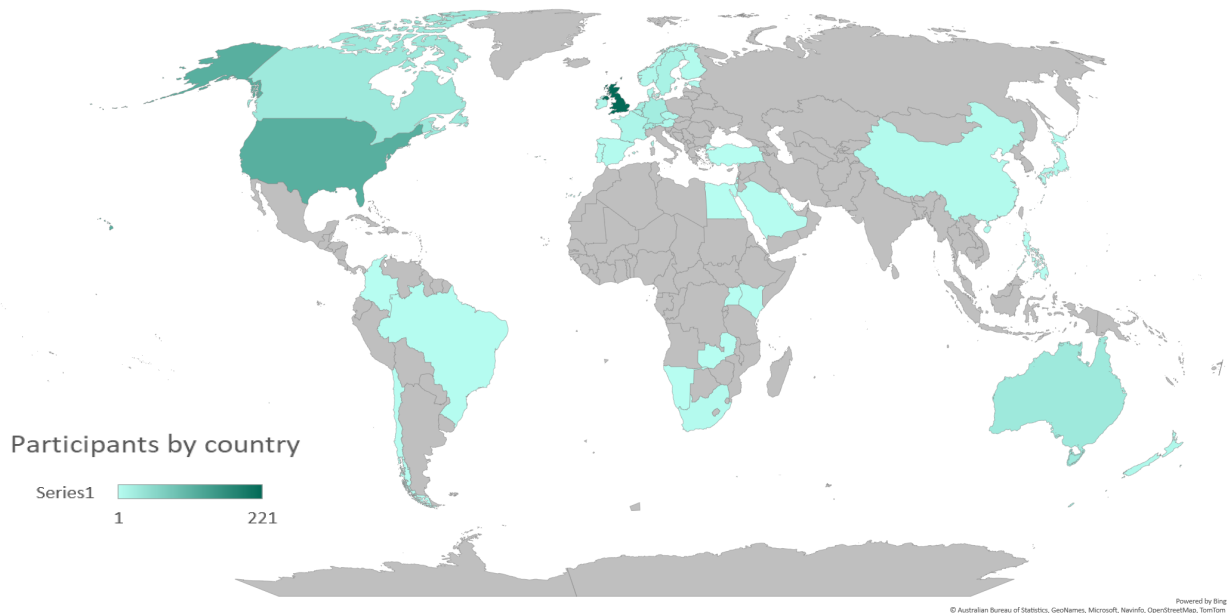 Participants by country
Series1
1
221
Powered by Bing
© Australian Bureau of Statistics, GeoNames, Microsoft, Navinfo, OpenStreetMap, TomTom